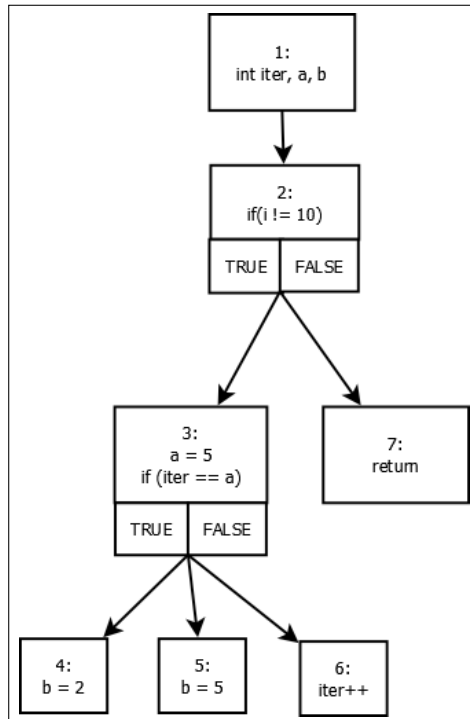 1:
int iter, a, b
2:
if(i != 10)
TRUE FALSE
3:
a = 5
if (iter == a)
7:
return
TRUE FALSE
4:
b = 2
5:
b = 5
6:
iter++